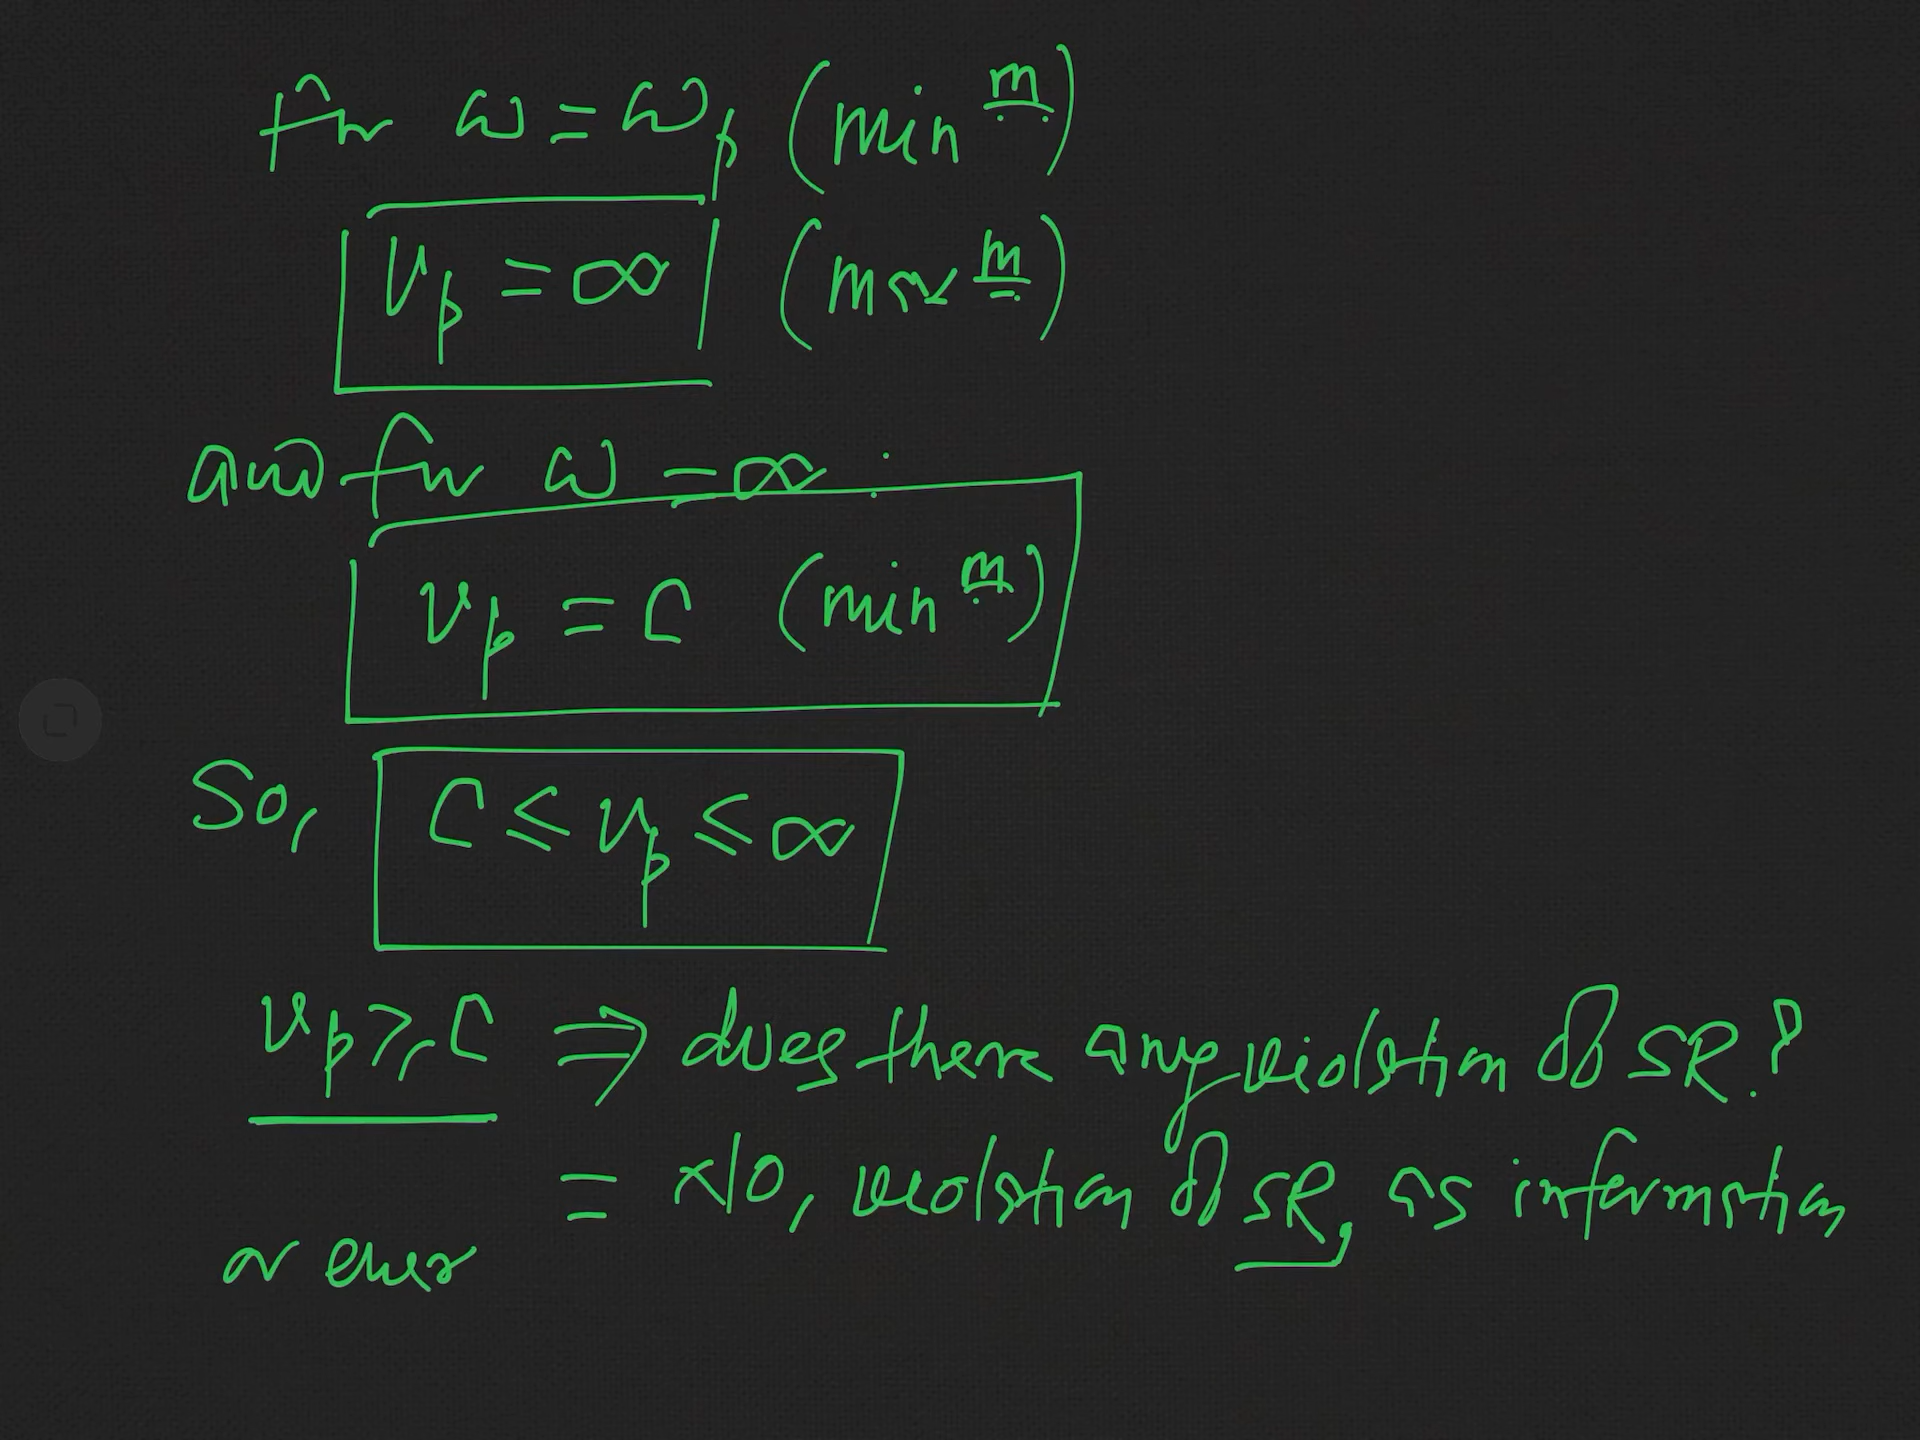 for ω = ωp (min m)
vp = ∞ (max m)
and for ω = ∞ :
vp = c (min m)
So, c ≤ vp ≤ ∞
vp ≥ c ⇒ does there any violation of SR?
= No, violation of SR, as information
or ener